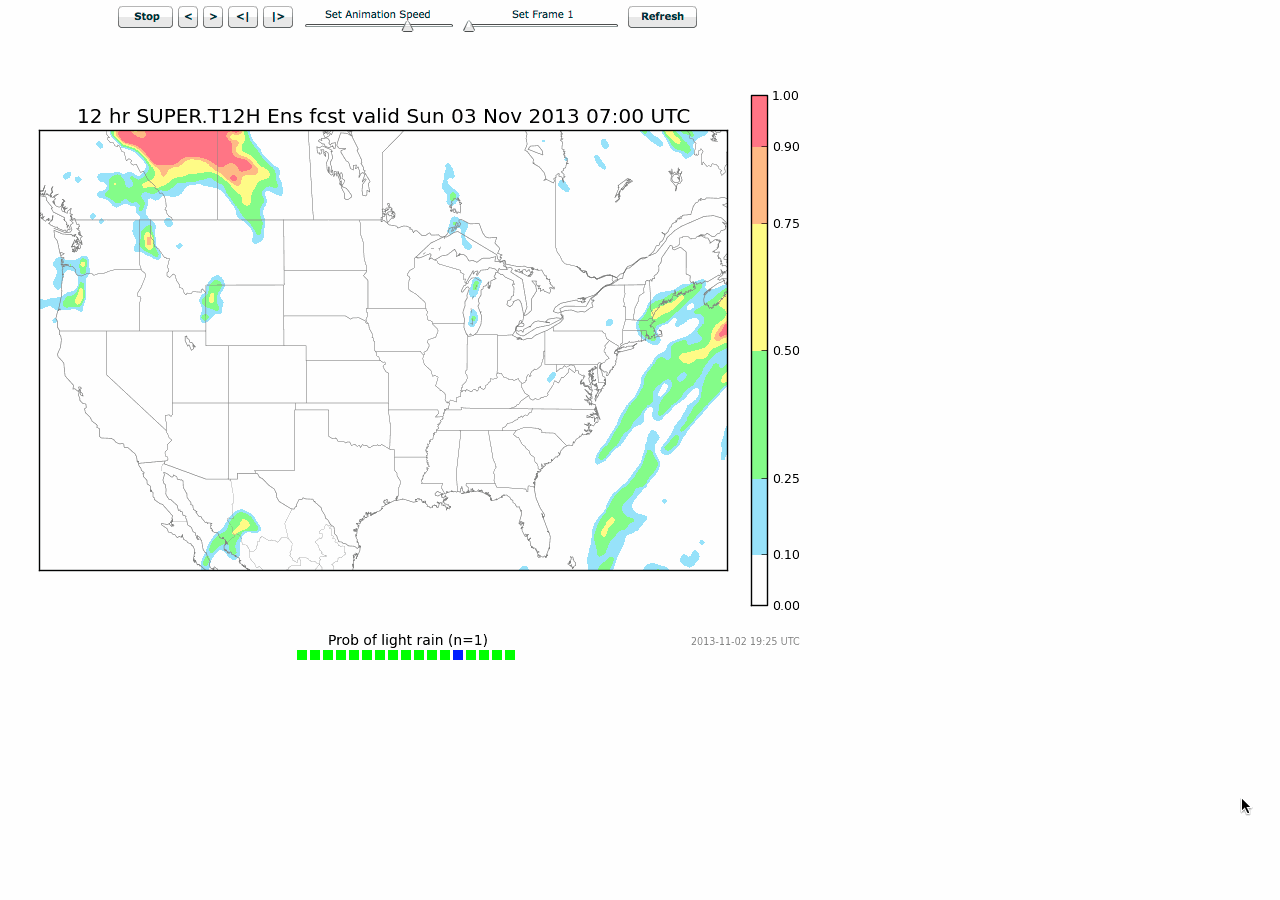 Stop < > <| |> Set Animation Speed Set Frame 1 Refresh
12 hr SUPER.T12H Ens fcst valid Sun 03 Nov 2013 07:00 UTC
1.00
0.90
0.75
0.50
0.25
0.10
0.00
Prob of light rain (n=1)
2013-11-02 19:25 UTC